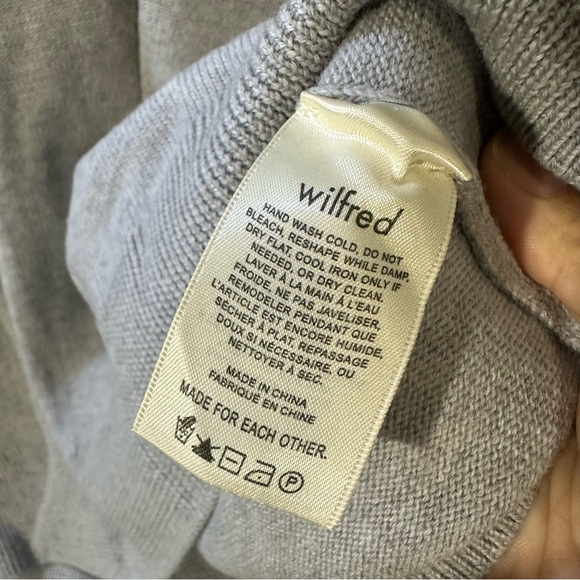 wilfred
HAND WASH COLD, DO NOT
BLEACH, RESHAPE WHILE DAMP,
DRY FLAT, COOL IRON ONLY IF
NEEDED, OR DRY CLEAN.
LAVER À LA MAIN À L'EAU
FROIDE. NE PAS JAVELISER.
REMODELER PENDANT QUE
L'ARTICLE EST ENCORE HUMIDE.
SÉCHER À PLAT. REPASSAGE
DOUX SI NÉCESSAIRE. OU
NETTOYER À SEC.
MADE IN CHINA
FABRIQUÉ EN CHINE
MADE FOR EACH OTHER.
P